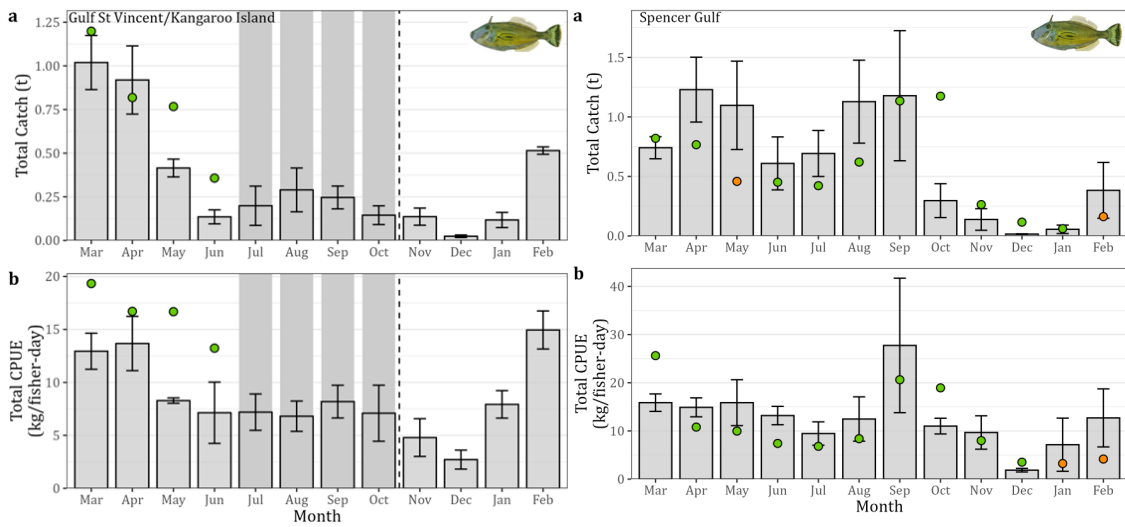 a
Gulf St Vincent/Kangaroo Island
Total Catch (t)
1.25
1.00
0.75
0.50
0.25
0.00
Mar Apr May Jun Jul Aug Sep Oct Nov Dec Jan Feb
b
Total CPUE
(kg/fisher-day)
20
15
10
5
0
Mar Apr May Jun Jul Aug Sep Oct Nov Dec Jan Feb
Month
a
Spencer Gulf
Total Catch (t)
1.5
1.0
0.5
0.0
Mar Apr May Jun Jul Aug Sep Oct Nov Dec Jan Feb
b
Total CPUE
(kg/fisher-day)
40
30
20
10
0
Mar Apr May Jun Jul Aug Sep Oct Nov Dec Jan Feb
Month